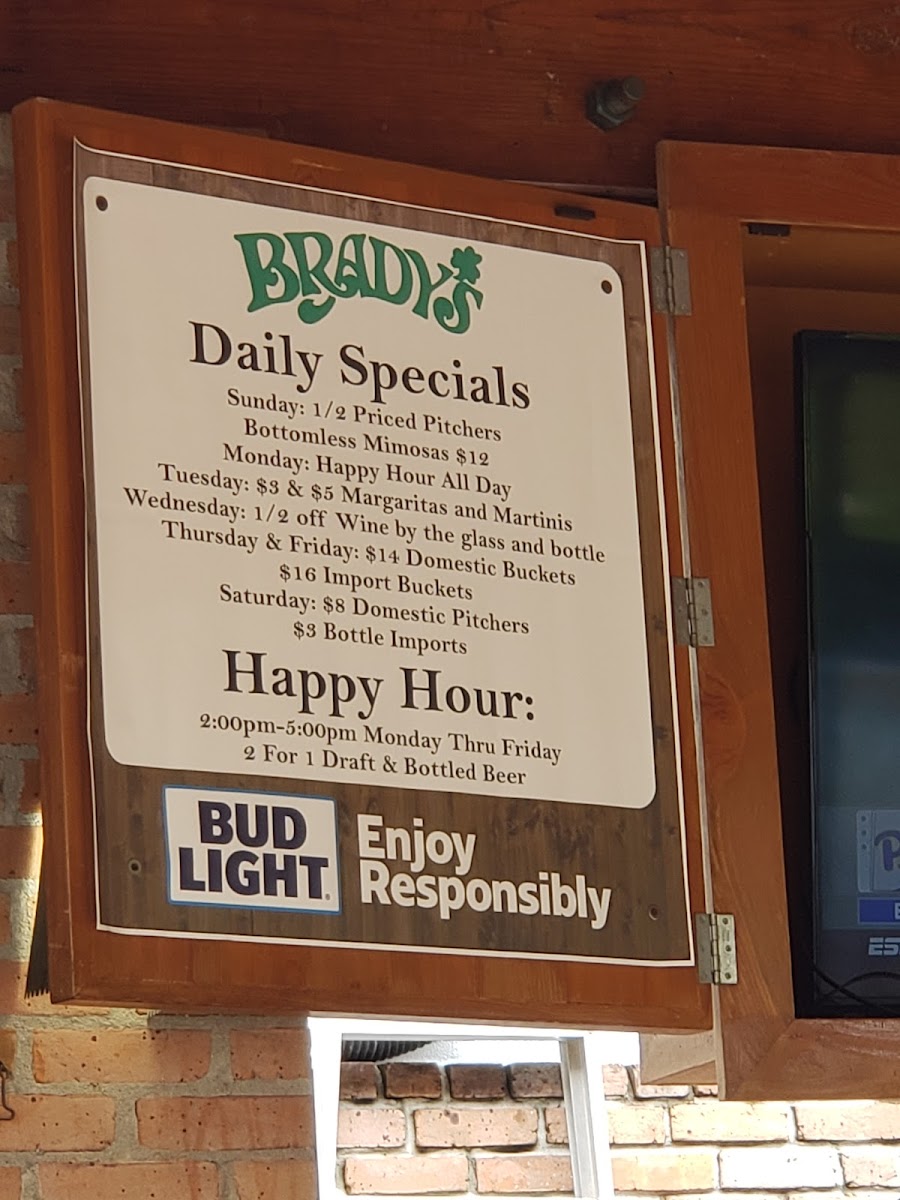 BRADY'S
Daily Specials
Sunday: 1/2 Priced Pitchers
Bottomless Mimosas $12
Monday: Happy Hour All Day
Tuesday: $3 & $5 Margaritas and Martinis
Wednesday: 1/2 off Wine by the glass and bottle
Thursday & Friday: $14 Domestic Buckets
$16 Import Buckets
Saturday: $8 Domestic Pitchers
$3 Bottle Imports
Happy Hour:
2:00pm-5:00pm Monday Thru Friday
2 For 1 Draft & Bottled Beer
BUD
LIGHT
Enjoy
Responsibly